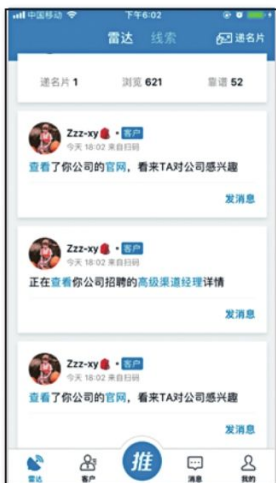 中国移动 下午6:02
雷达 线索 递名片
递名片 1 浏览 621 靠谱 52
Zzz-xy · 客户
今天 18:02 来自扫码
查看了你公司的官网，看来TA对公司感兴趣
发消息
Zzz-xy · 客户
今天 18:02 来自扫码
正在查看你公司招聘的高级渠道经理详情
发消息
Zzz-xy · 客户
今天 18:02 来自扫码
查看了你公司的官网，看来TA对公司感兴趣
发消息
雷达 客户 推 消息 我的